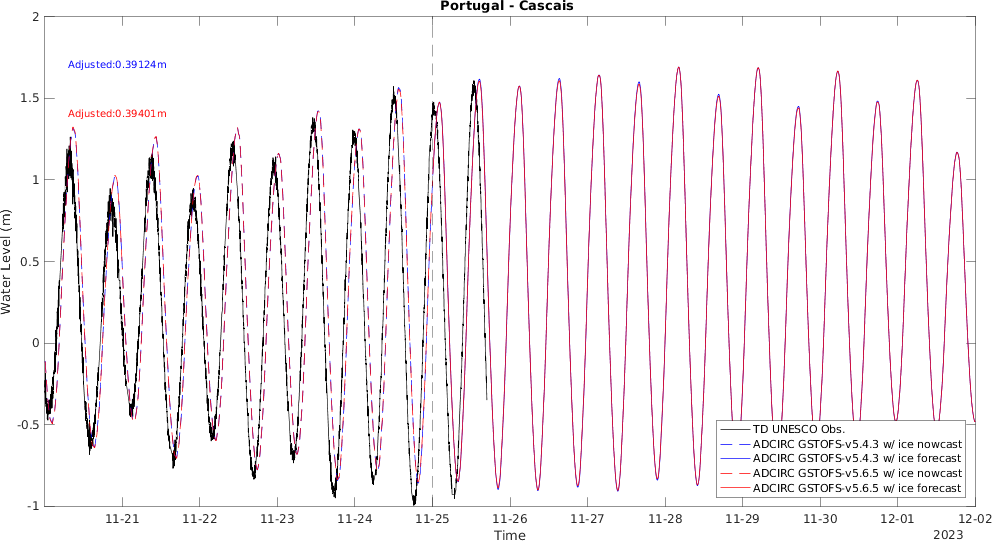 Portugal - Cascais
2
1.5
1
0.5
0
-0.5
-1
Water Level (m)
Adjusted:0.39124m
Adjusted:0.39401m
TD UNESCO Obs.
ADCIRC GSTOFS-v5.4.3 w/ ice nowcast
ADCIRC GSTOFS-v5.4.3 w/ ice forecast
ADCIRC GSTOFS-v5.6.5 w/ ice nowcast
ADCIRC GSTOFS-v5.6.5 w/ ice forecast
11-21 11-22 11-23 11-24 11-25 11-26 11-27 11-28 11-29 11-30 12-01 12-02
Time
2023